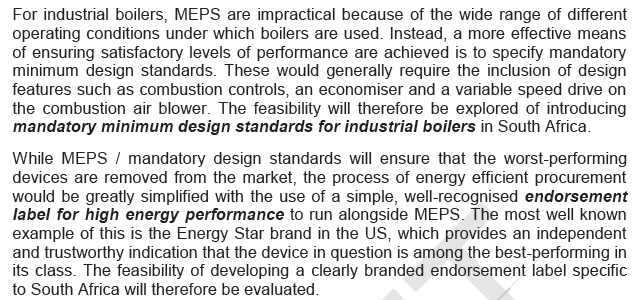 For industrial boilers, MEPS are impractical because of the wide range of different
operating conditions under which boilers are used. Instead, a more effective means
of ensuring satisfactory levels of performance are achieved is to specify mandatory
minimum design standards. These would generally require the inclusion of design
features such as combustion controls, an economiser and a variable speed drive on
the combustion air blower. The feasibility will therefore be explored of introducing
mandatory minimum design standards for industrial boilers in South Africa.
While MEPS / mandatory design standards will ensure that the worst-performing
devices are removed from the market, the process of energy efficient procurement
would be greatly simplified with the use of a simple, well-recognised endorsement
label for high energy performance to run alongside MEPS. The most well known
example of this is the Energy Star brand in the US, which provides an independent
and trustworthy indication that the device in question is among the best-performing in
its class. The feasibility of developing a clearly branded endorsement label specific
to South Africa will therefore be evaluated.